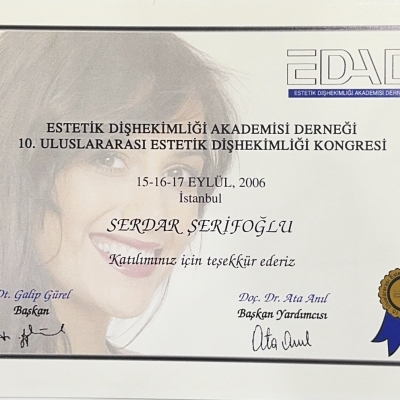 EDAD
ESTETİK DİŞHEKİMLİĞİ AKADEMİSİ
ESTETİK DİŞHEKİMLİĞİ AKADEMİSİ DERNEĞİ
10. ULUSLARARASI ESTETİK DİŞHEKİMLİĞİ KONGRESİ
15-16-17 EYLÜL, 2006
İstanbul
SERDAR ŞERİFOĞLU
Katılımınız için teşekkür ederiz
Dt. Galip Gürel
Başkan
Doç. Dr. Ata Anıl
Başkan Yardımcısı
Ata Anıl